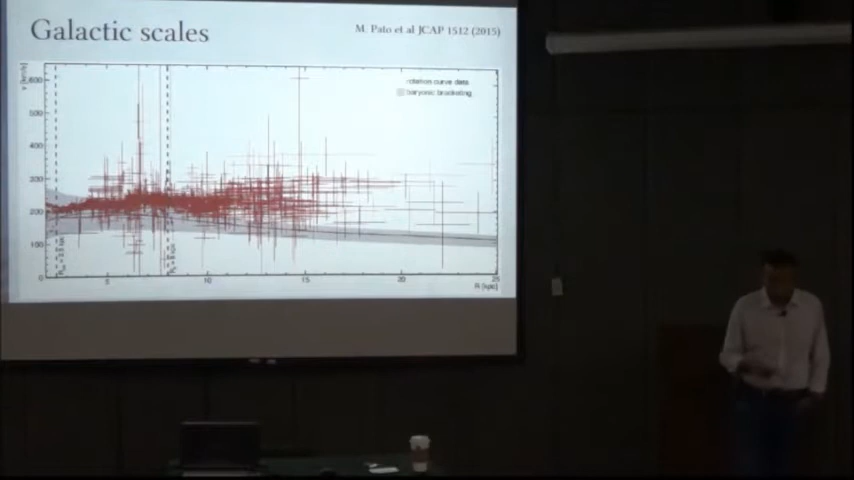 Galactic scales
M. Pato et al JCAP 1512 (2015)
v [km/s]
rotation curve data
baryonic bracketing
600
500
400
300
200
100
0
5
10
15
20
25
R [kpc]